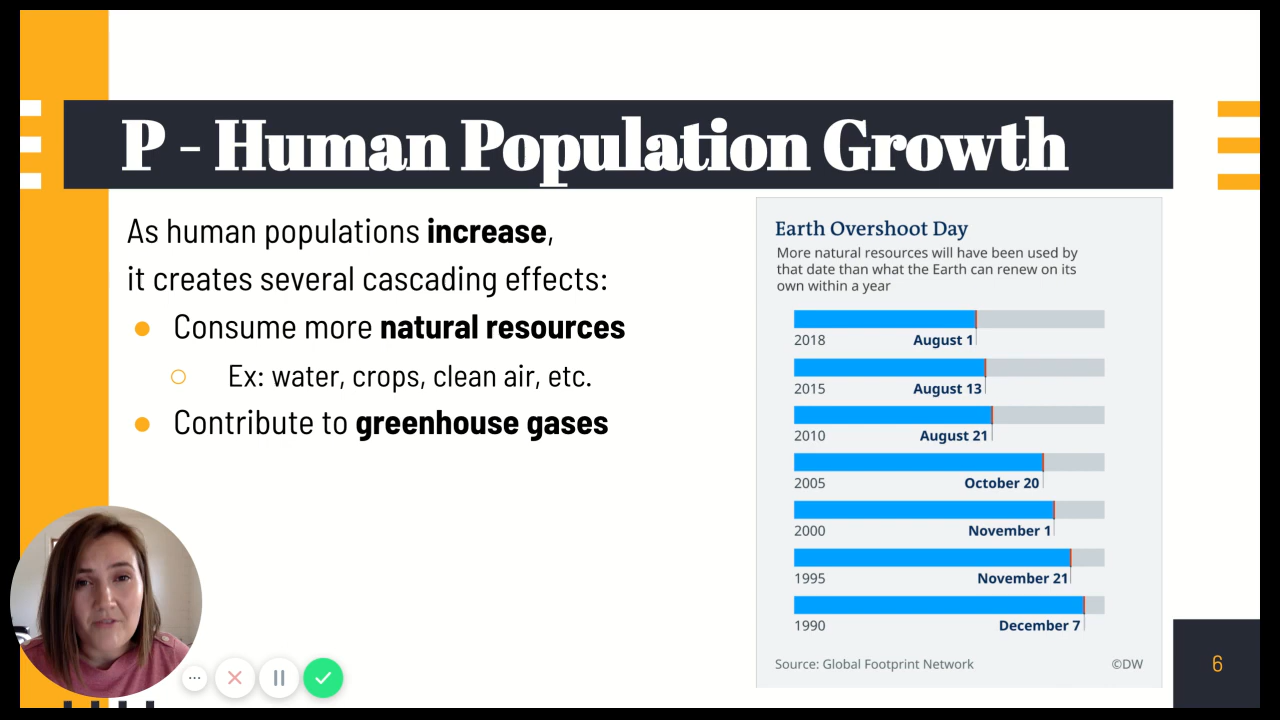 P - Human Population Growth
As human populations increase,
it creates several cascading effects:
Consume more natural resources
Ex: water, crops, clean air, etc.
Contribute to greenhouse gases
Earth Overshoot Day
More natural resources will have been used by
that date than what the Earth can renew on its
own within a year
2018 August 1
2015 August 13
2010 August 21
2005 October 20
2000 November 1
1995 November 21
1990 December 7
Source: Global Footprint Network ©DW
6